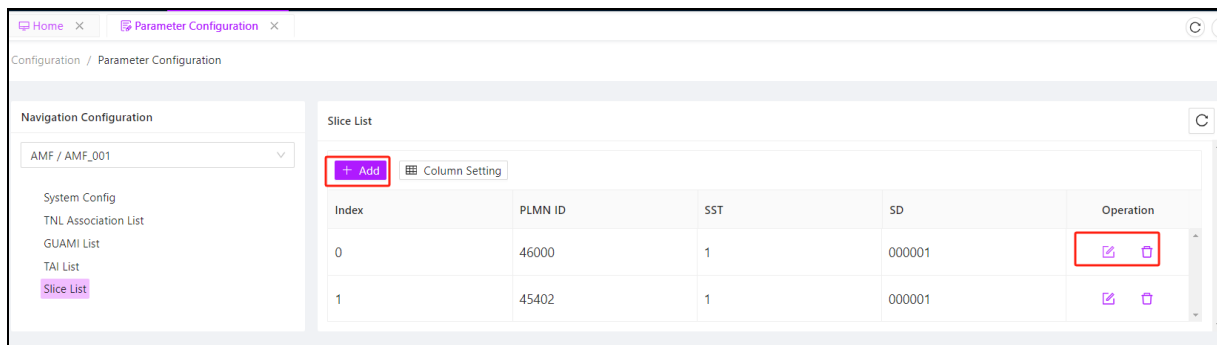 Home Parameter Configuration
Configuration / Parameter Configuration
Navigation Configuration
AMF / AMF_001
System Config
TNL Association List
GUAMI List
TAI List
Slice List
Slice List
+ Add Column Setting
Index PLMN ID SST SD Operation
0 46000 1 000001
1 45402 1 000001